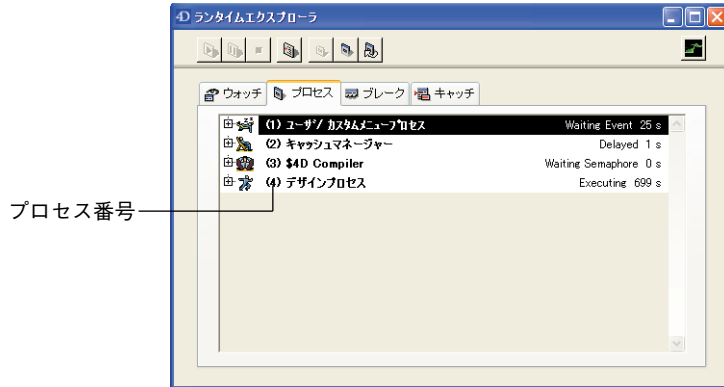 4D ランタイムエクスプローラ
ウォッチ プロセス ブレーク キャッチ
(1) ユーザ/ カスタムメニュープロセス Waiting Event 25 s
(2) キャッシュマネージャー Delayed 1 s
(3) $4D Compiler Waiting Semaphore 0 s
(4) デザインプロセス Executing 699 s
プロセス番号